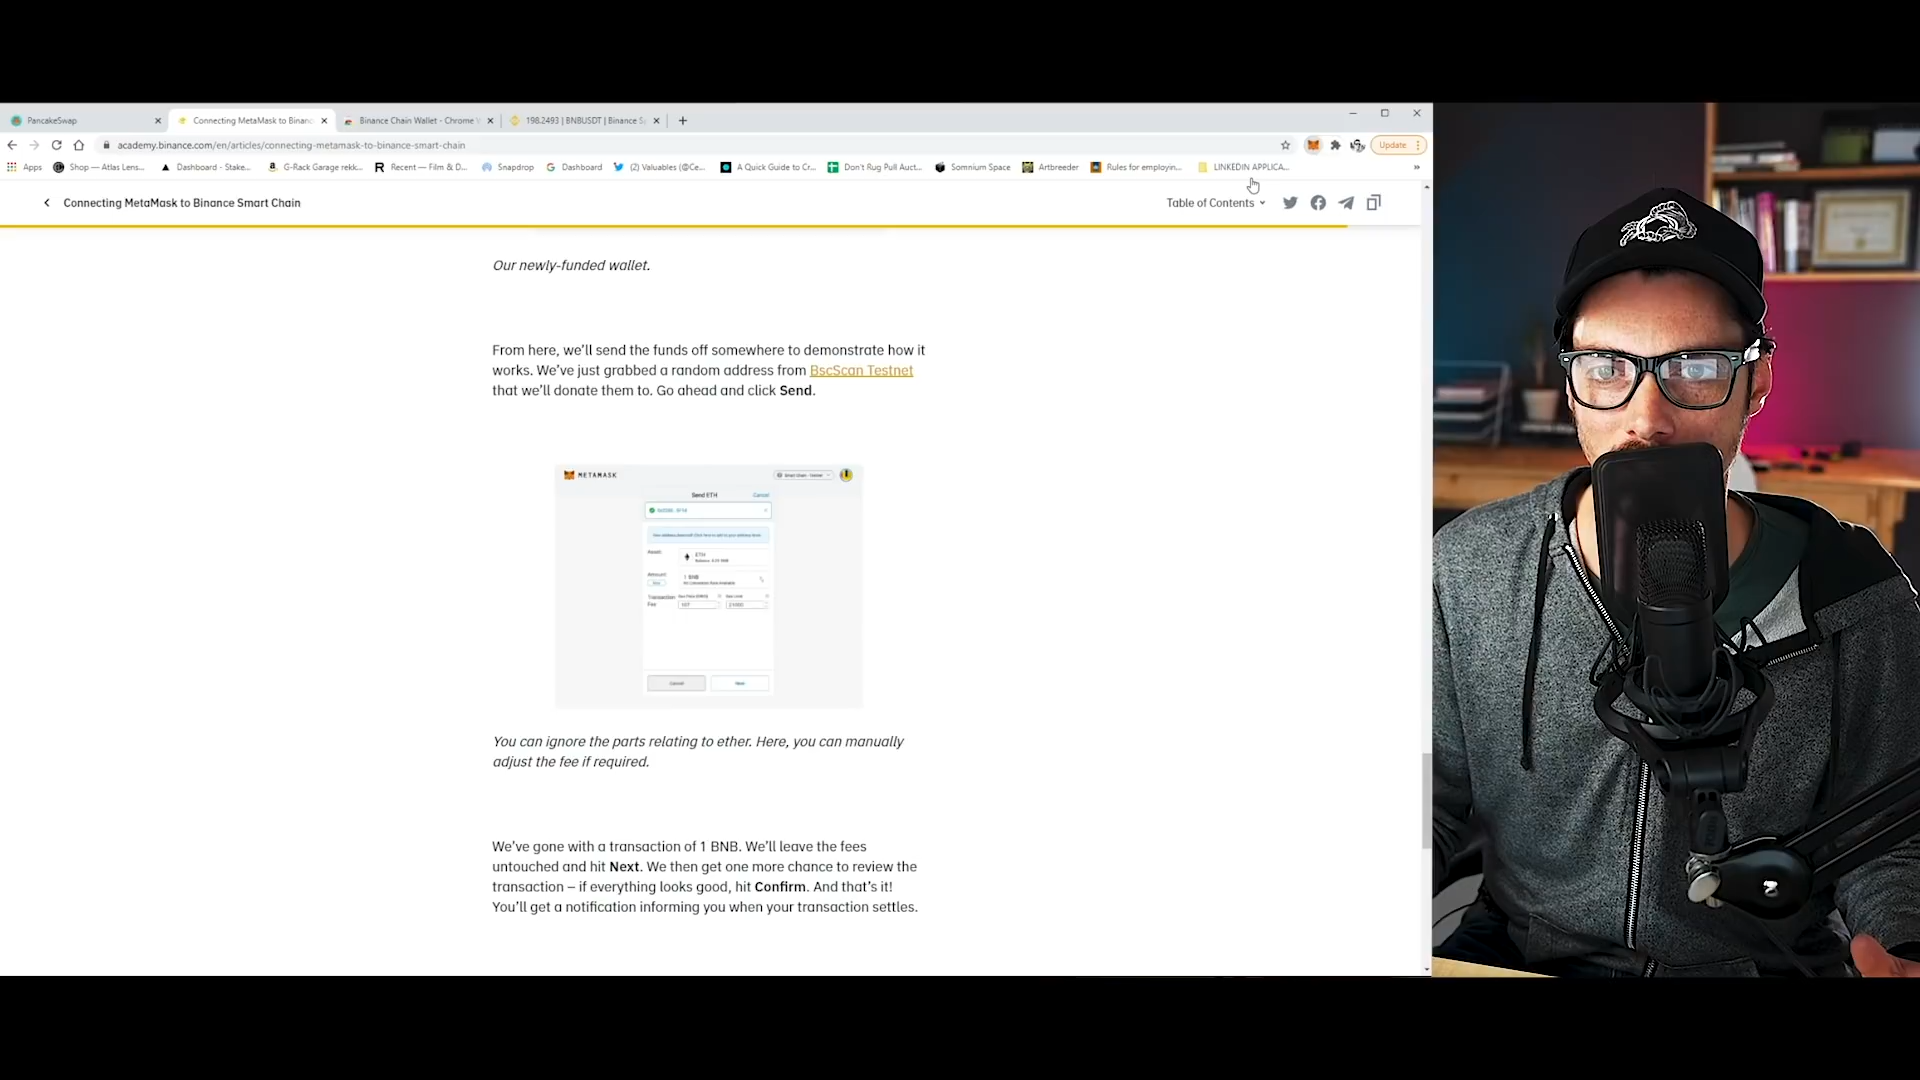 PancakeSwap
Connecting MetaMask to Binanc
Binance Chain Wallet - Chrome
198.2493 | BNBUSDT | Binance S
academy.binance.com/en/articles/connecting-metamask-to-binance-smart-chain
Update
Apps
Shop — Atlas Lens...
Dashboard - Stake...
G-Rack Garage rekk...
Recent — Film & D...
Snapdrop
Dashboard
(2) Valuables (@Ce...
A Quick Guide to Cr...
Don't Rug Pull Auct...
Somnium Space
Artbreeder
Rules for employin...
LINKEDIN APPLICA...
Connecting MetaMask to Binance Smart Chain
Table of Contents
Our newly-funded wallet.
From here, we'll send the funds off somewhere to demonstrate how it
works. We've just grabbed a random address from BscScan Testnet
that we'll donate them to. Go ahead and click Send.
METAMASK
Send ETH
Cancel
Asset:
ETH
Amount:
1 BNB
Transaction
Fee:
Cancel
Next
You can ignore the parts relating to ether. Here, you can manually
adjust the fee if required.
We've gone with a transaction of 1 BNB. We'll leave the fees
untouched and hit Next. We then get one more chance to review the
transaction – if everything looks good, hit Confirm. And that's it!
You'll get a notification informing you when your transaction settles.